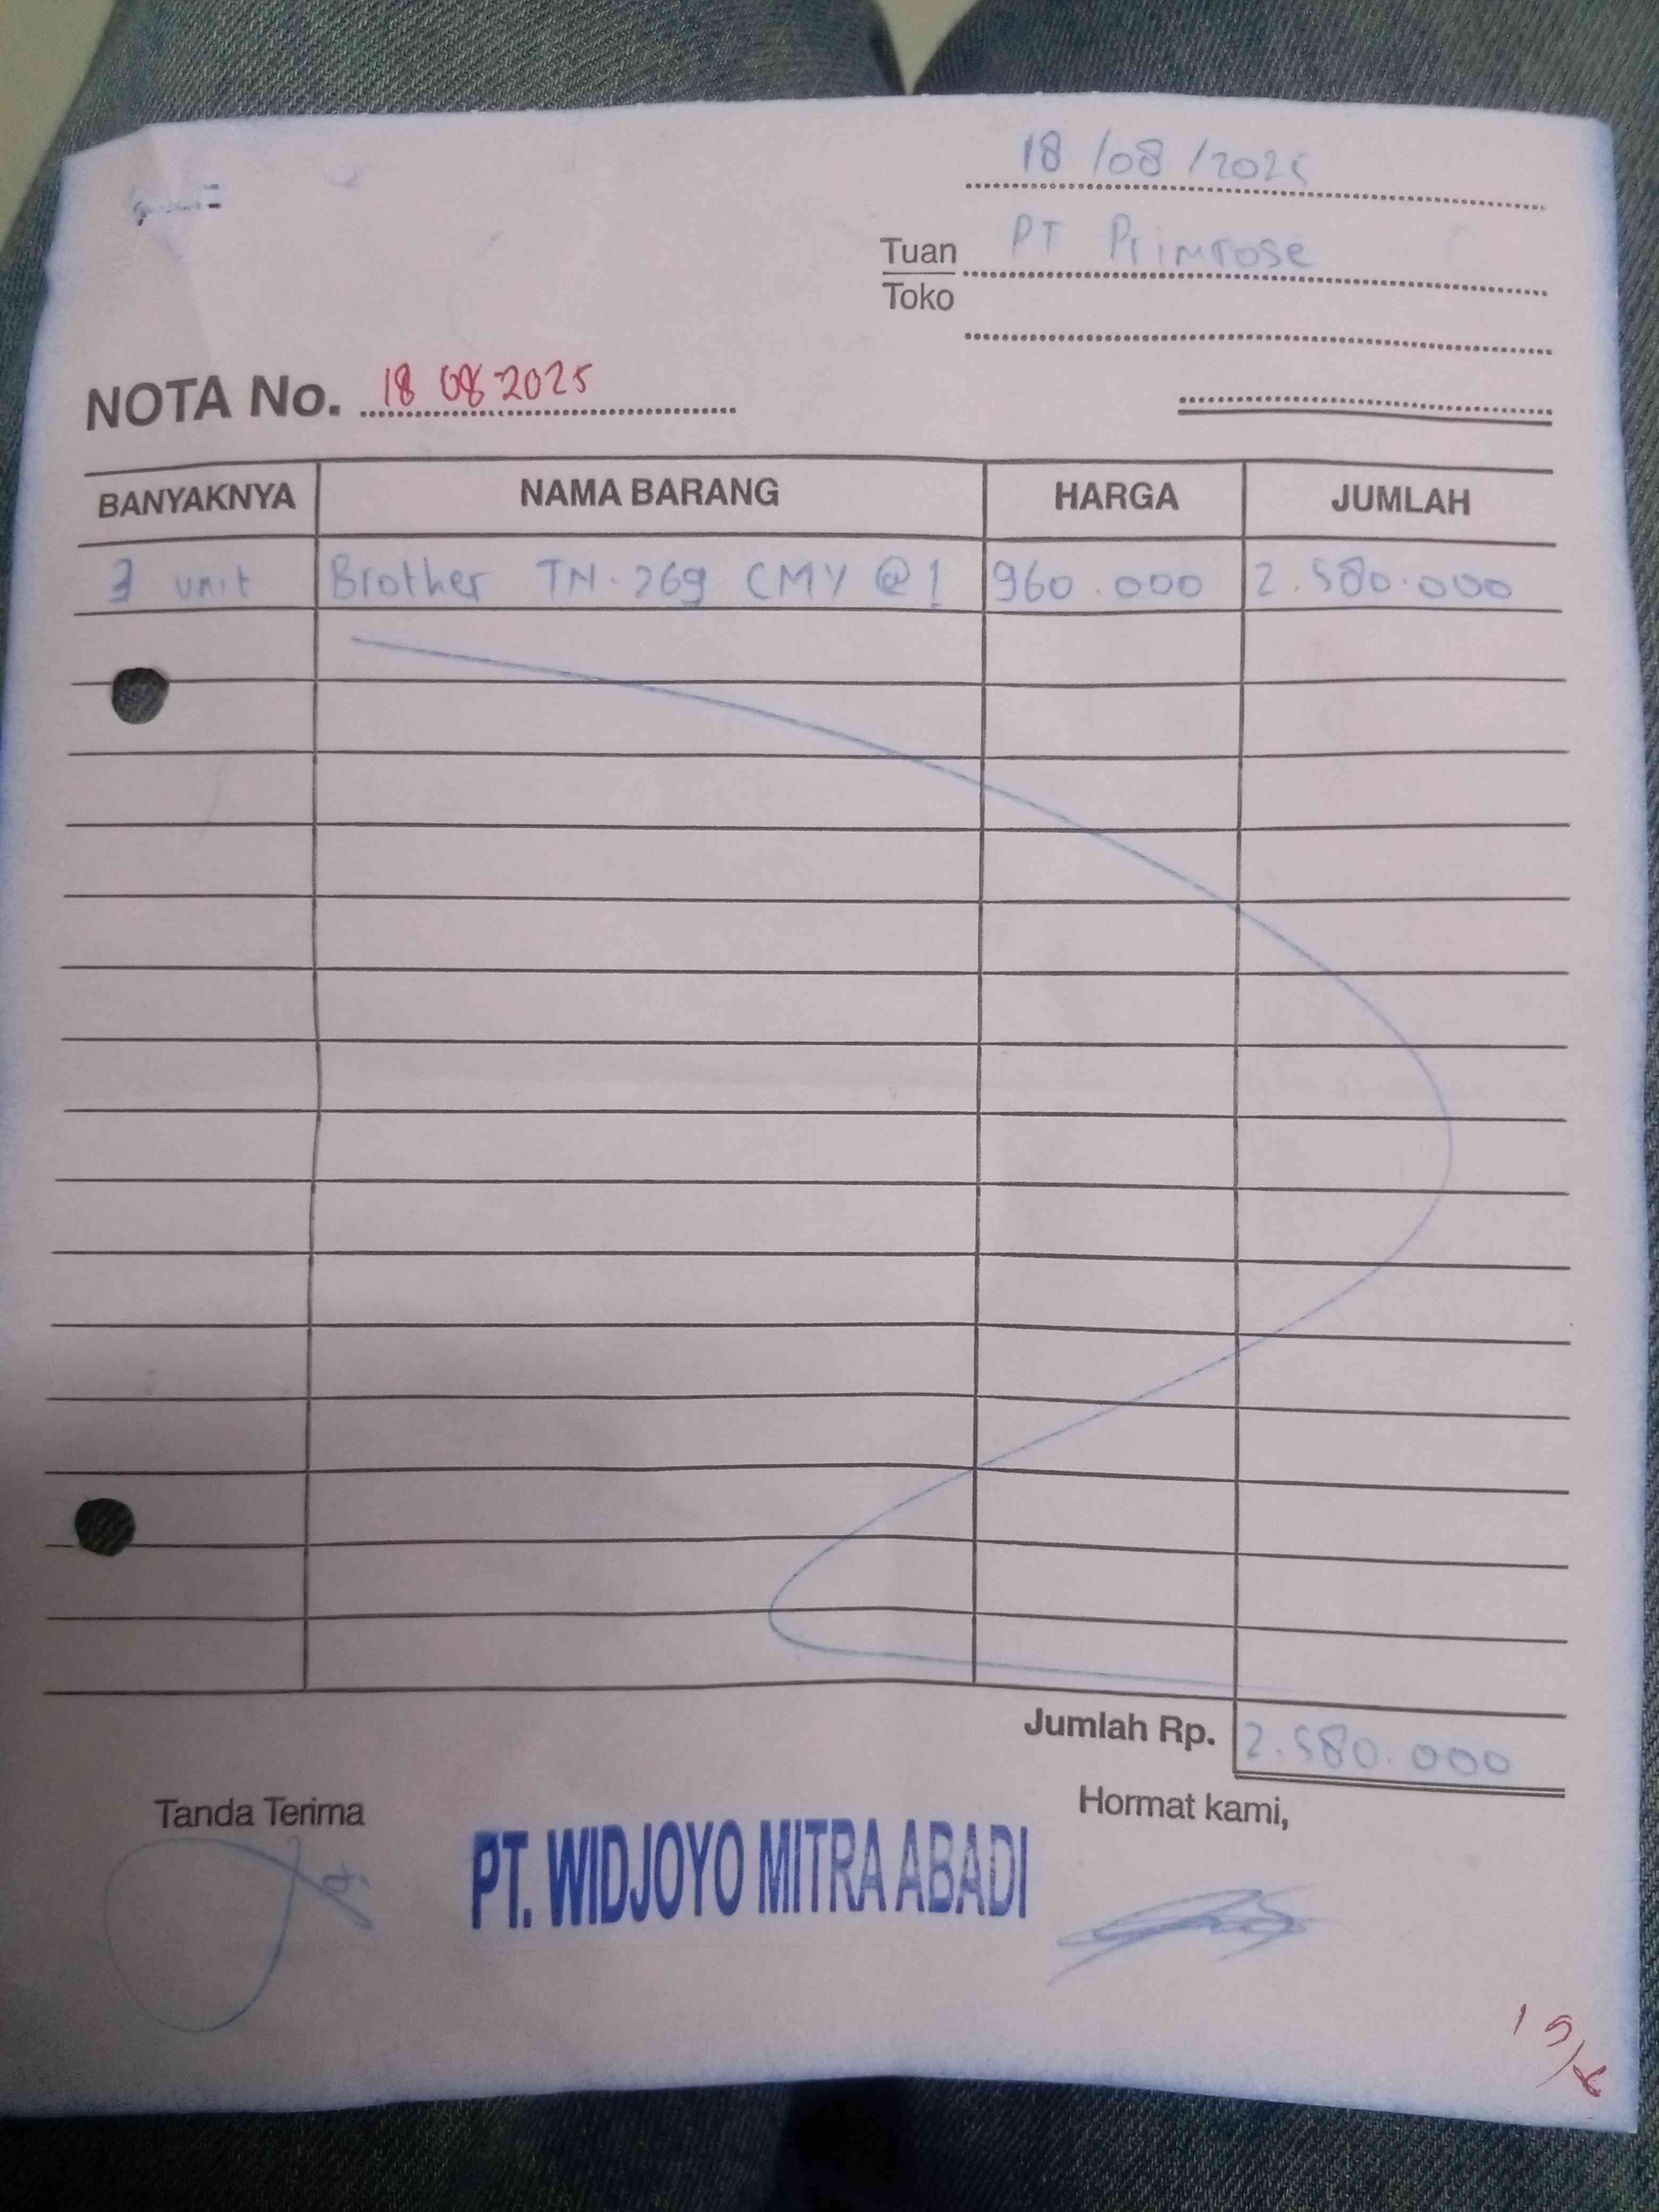 18 /08 /2025
Tuan PT Primrose
Toko
NOTA No. 18 08 2025
BANYAKNYA NAMA BARANG HARGA JUMLAH
3 unit Brother TN-269 CMY @1 960.000 2.580.000
Jumlah Rp. 2.580.000
Tanda Terima Hormat kami,
PT. WIDJOYO MITRA ABADI